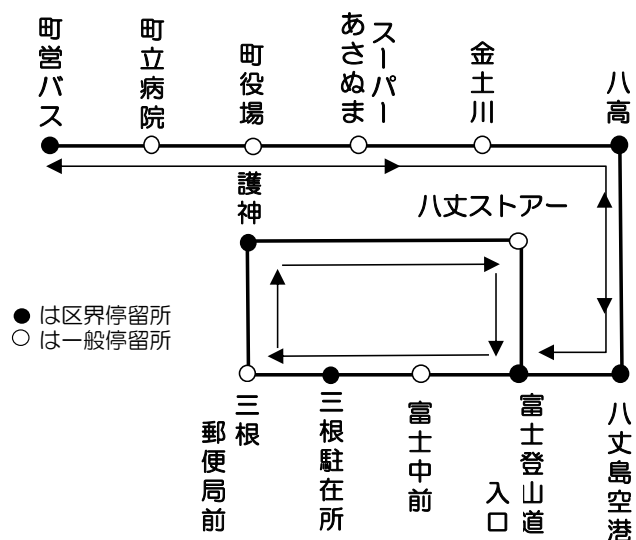 町営バス
町立病院
町役場
スーパー
あさぬま
金土川
八高
護神
八丈ストアー
●は区界停留所
○は一般停留所
三根
郵便局前
三根駐在所
富士中前
富士登山道
入口
八丈島空港